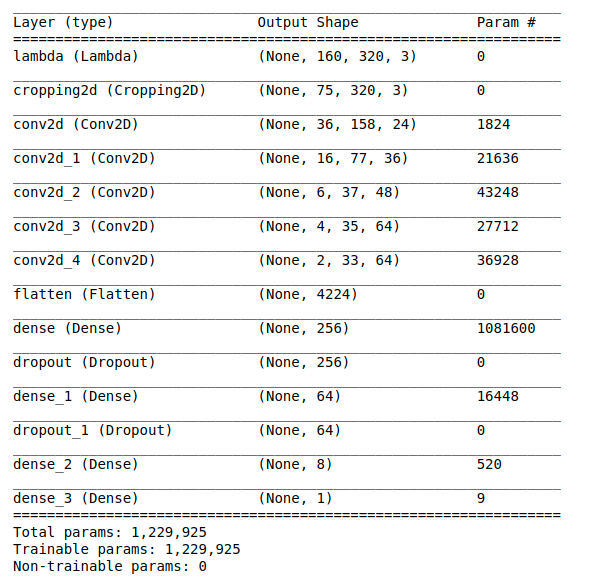 Layer (type) Output Shape Param #
lambda (Lambda) (None, 160, 320, 3) 0
cropping2d (Cropping2D) (None, 75, 320, 3) 0
conv2d (Conv2D) (None, 36, 158, 24) 1824
conv2d_1 (Conv2D) (None, 16, 77, 36) 21636
conv2d_2 (Conv2D) (None, 6, 37, 48) 43248
conv2d_3 (Conv2D) (None, 4, 35, 64) 27712
conv2d_4 (Conv2D) (None, 2, 33, 64) 36928
flatten (Flatten) (None, 4224) 0
dense (Dense) (None, 256) 1081600
dropout (Dropout) (None, 256) 0
dense_1 (Dense) (None, 64) 16448
dropout_1 (Dropout) (None, 64) 0
dense_2 (Dense) (None, 8) 520
dense_3 (Dense) (None, 1) 9
Total params: 1,229,925
Trainable params: 1,229,925
Non-trainable params: 0